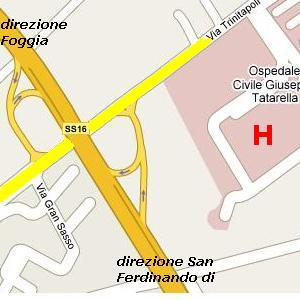 direzione
Foggia
Via Trinitapoli
Ospedale
Civile Giusep
Tatarella
H
SS16
Via Gran Sasso
direzione San
Ferdinando di